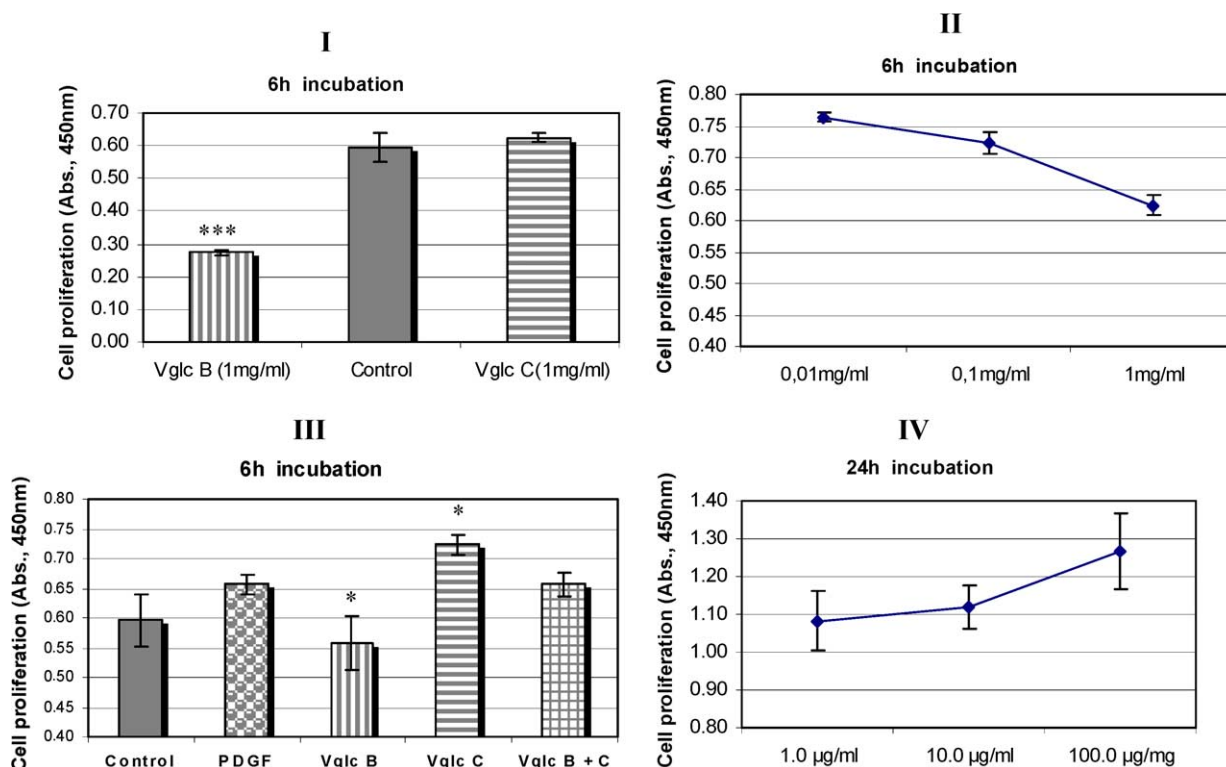 I
6h incubation
Cell proliferation (Abs., 450nm)
0.70
0.60
0.50
0.40
0.30
0.20
0.10
0.00
***
Vglc B (1mg/ml)
Control
Vglc C(1mg/ml)
II
6h incubation
Cell proliferation (Abs., 450nm)
0.80
0.75
0.70
0.65
0.60
0.55
0.50
0.45
0.40
0,01mg/ml
0,1mg/ml
1mg/ml
III
6h incubation
Cell proliferation (Abs., 450nm)
0.80
0.75
0.70
0.65
0.60
0.55
0.50
0.45
0.40
*
*
Control
PDGF
Vglc B
Vglc C
Vglc B + C
IV
24h incubation
Cell proliferation (Abs., 450nm)
1.40
1.30
1.20
1.10
1.00
0.90
0.80
1.0 µg/ml
10.0 µg/ml
100.0 µg/mg